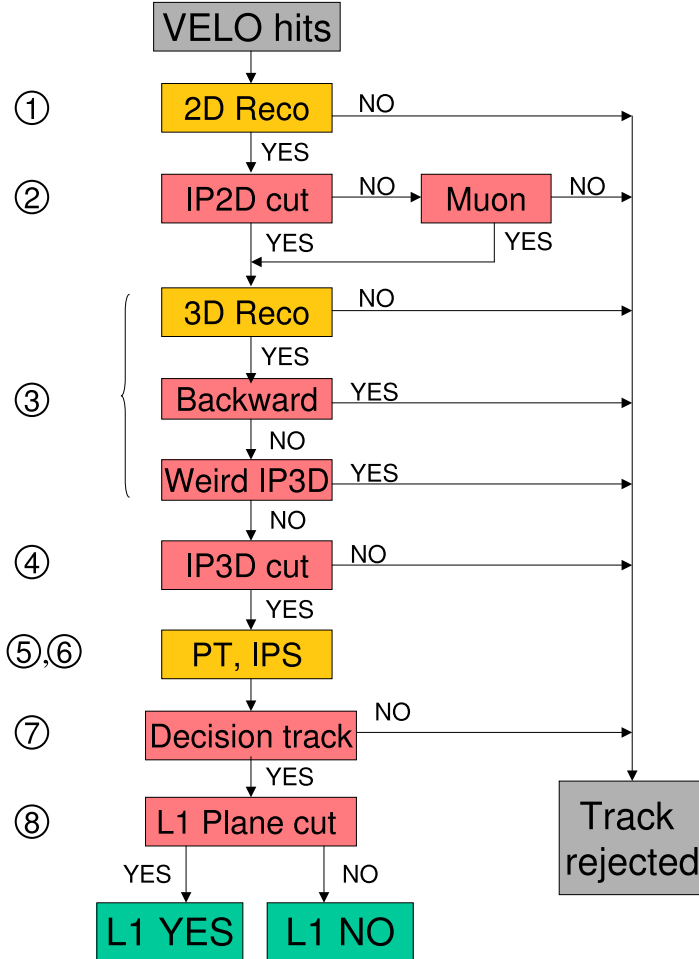 VELO hits
① 2D Reco NO
YES
② IP2D cut NO Muon NO
YES YES
3D Reco NO
YES
③ Backward YES
NO
Weird IP3D YES
NO
④ IP3D cut NO
YES
⑤,⑥ PT, IPS
NO
⑦ Decision track
YES
⑧ L1 Plane cut
Track
rejected
YES NO
L1 YES L1 NO